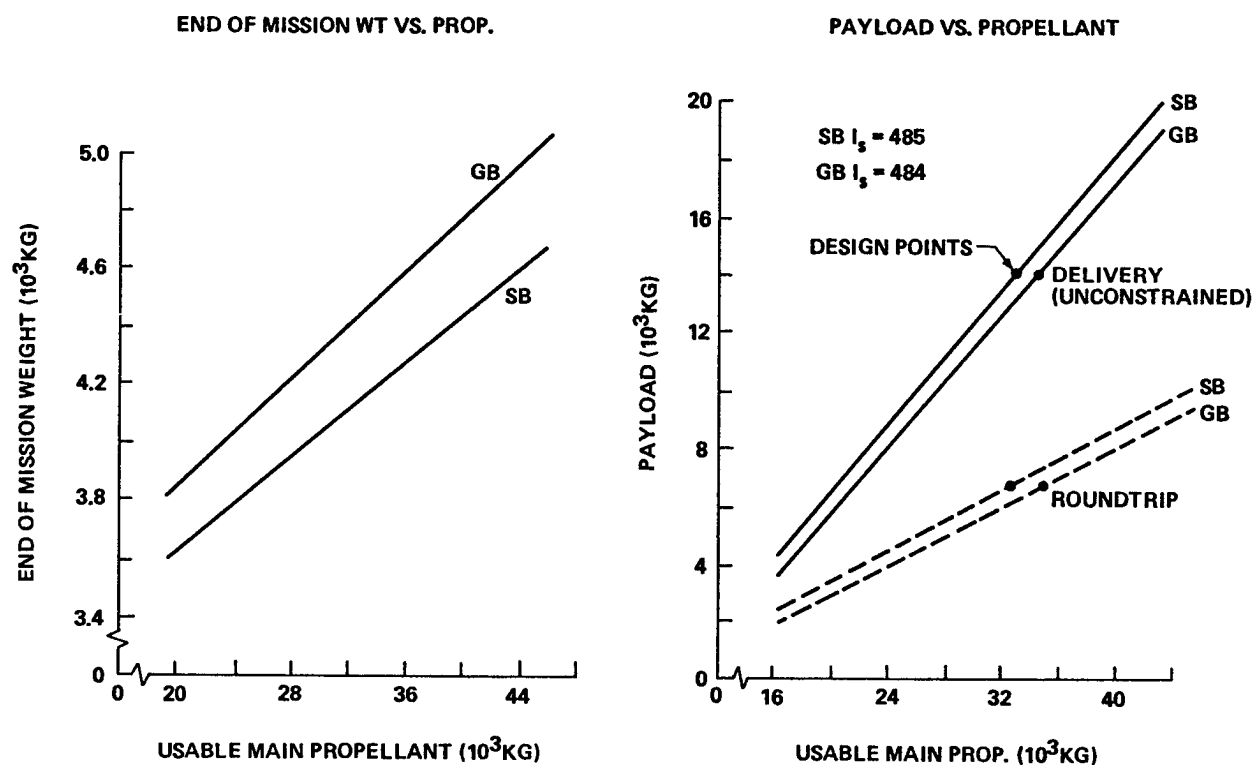 END OF MISSION WT VS. PROP.
5.0
4.6
4.2
3.8
3.4
0
END OF MISSION WEIGHT (10³KG)
GB
SB
0 20 28 36 44
USABLE MAIN PROPELLANT (10³KG)
PAYLOAD VS. PROPELLANT
20
16
12
8
4
0
PAYLOAD (10³KG)
SB Iₛ = 485
GB Iₛ = 484
SB
GB
DESIGN POINTS
DELIVERY
(UNCONSTRAINED)
SB
GB
ROUNDTRIP
0 16 24 32 40
USABLE MAIN PROP. (10³KG)